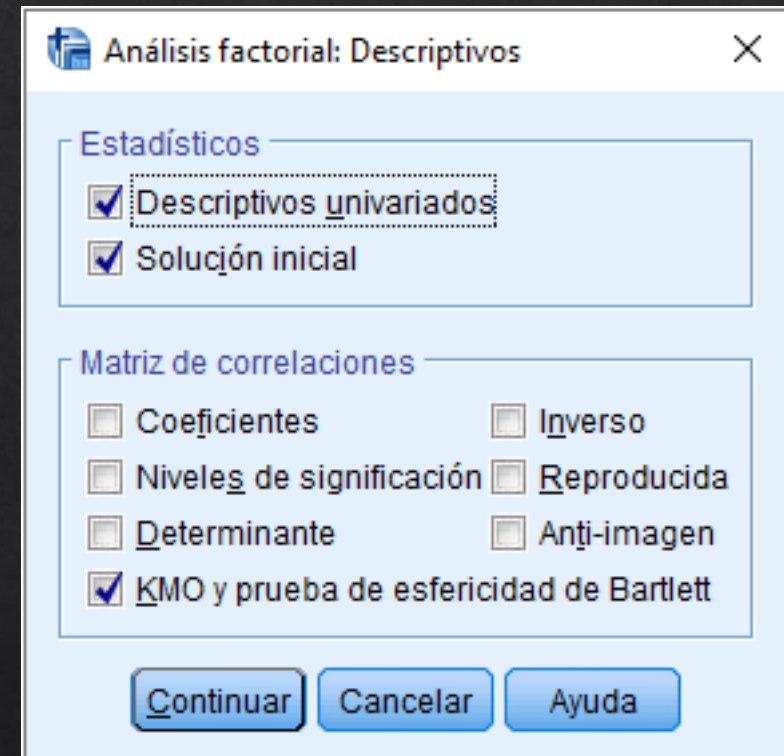 Análisis factorial: Descriptivos
Estadísticos
Descriptivos univariados
Solución inicial
Matriz de correlaciones
Coeficientes Inverso
Niveles de significación Reproducida
Determinante Anti-imagen
KMO y prueba de esfericidad de Bartlett
Continuar Cancelar Ayuda